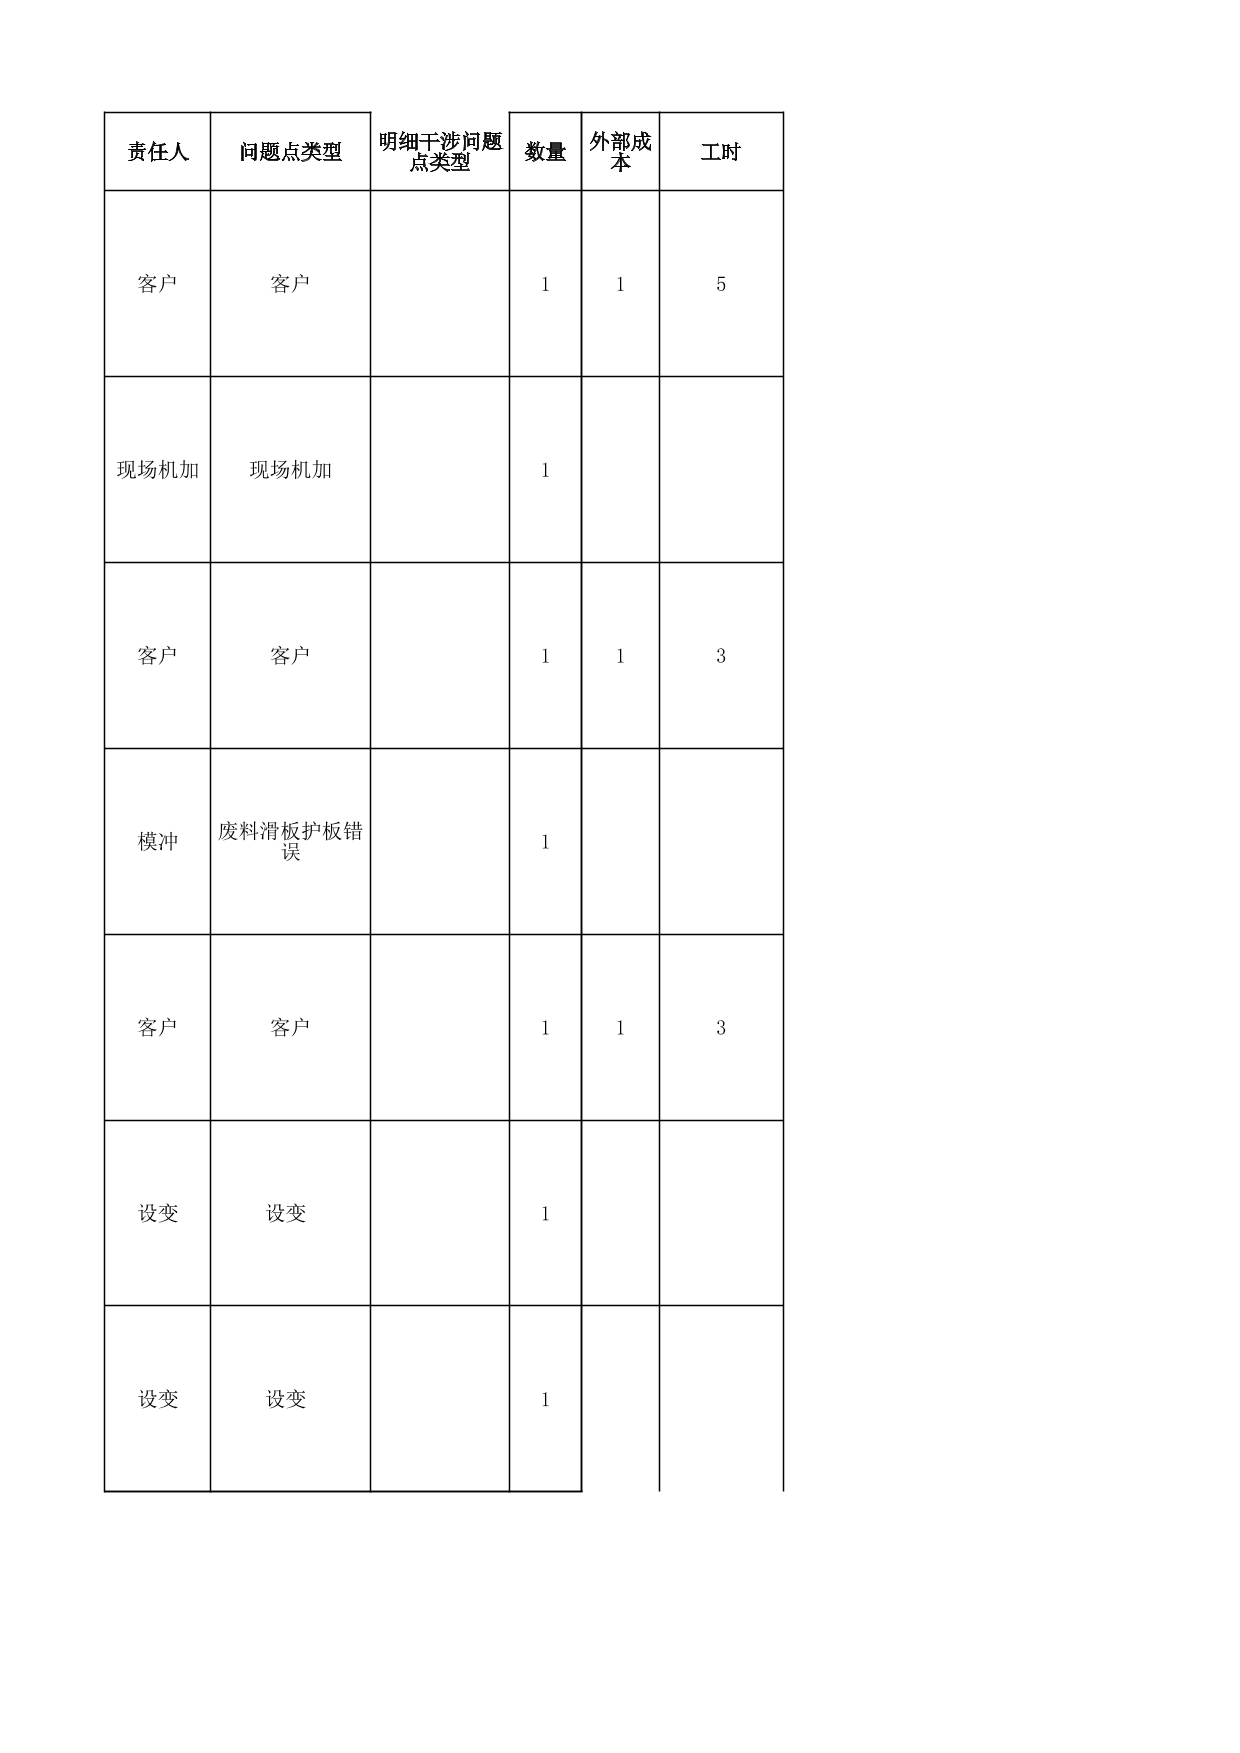 责任人 问题点类型 明细干涉问题
点类型 数量 外部成
本 工时
客户 客户 1 1 5
现场机加 现场机加 1
客户 客户 1 1 3
模冲 废料滑板护板错
误 1
客户 客户 1 1 3
设变 设变 1
设变 设变 1